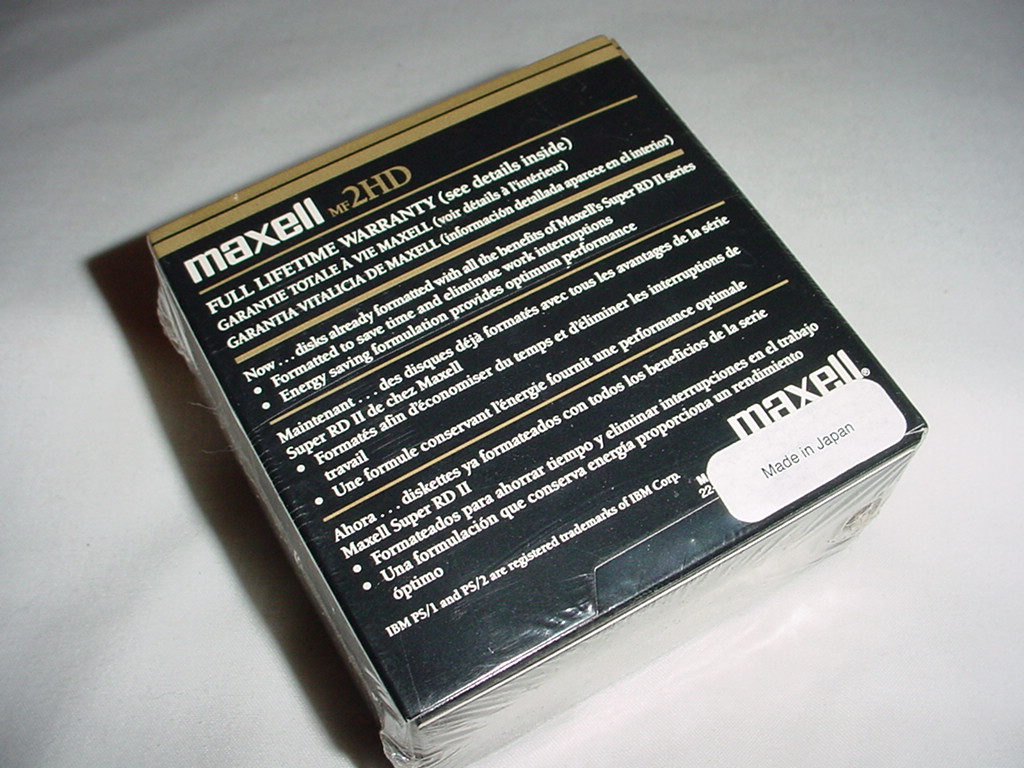 maxell MF2HD
FULL LIFETIME WARRANTY (see details inside)
GARANTIE TOTALE À VIE MAXELL (voir détails à l'intérieur)
GARANTIA VITALICIA DE MAXELL (información detallada aparece en el interior)
Now...disks already formatted with all the benefits of Maxell's Super RD II series
• Formatted to save time and eliminate work interruptions
• Energy saving formulation provides optimum performance
Maintenant...des disques déjà formatés avec tous les avantages de la série
Super RD II de chez Maxell
• Formatés afin d'économiser du temps et d'éliminer les interruptions de
travail
• Une formule conservant l'énergie fournit une performance optimale
Ahora...diskettes ya formateados con todos los beneficios de la serie
Maxell Super RD II
• Formateados para ahorrar tiempo y eliminar interrupciones en el trabajo
• Una formulación que conserva energía proporciona un rendimiento
óptimo
IBM PS/1 and PS/2 are registered trademarks of IBM Corp.
maxell®
Made in Japan